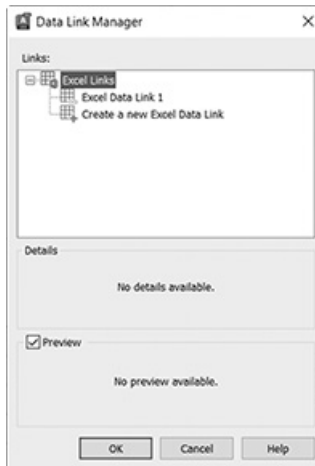 Data Link Manager
Links:
Excel Links
Excel Data Link 1
Create a new Excel Data Link
Details
No details available.
Preview
No preview available.
OK Cancel Help